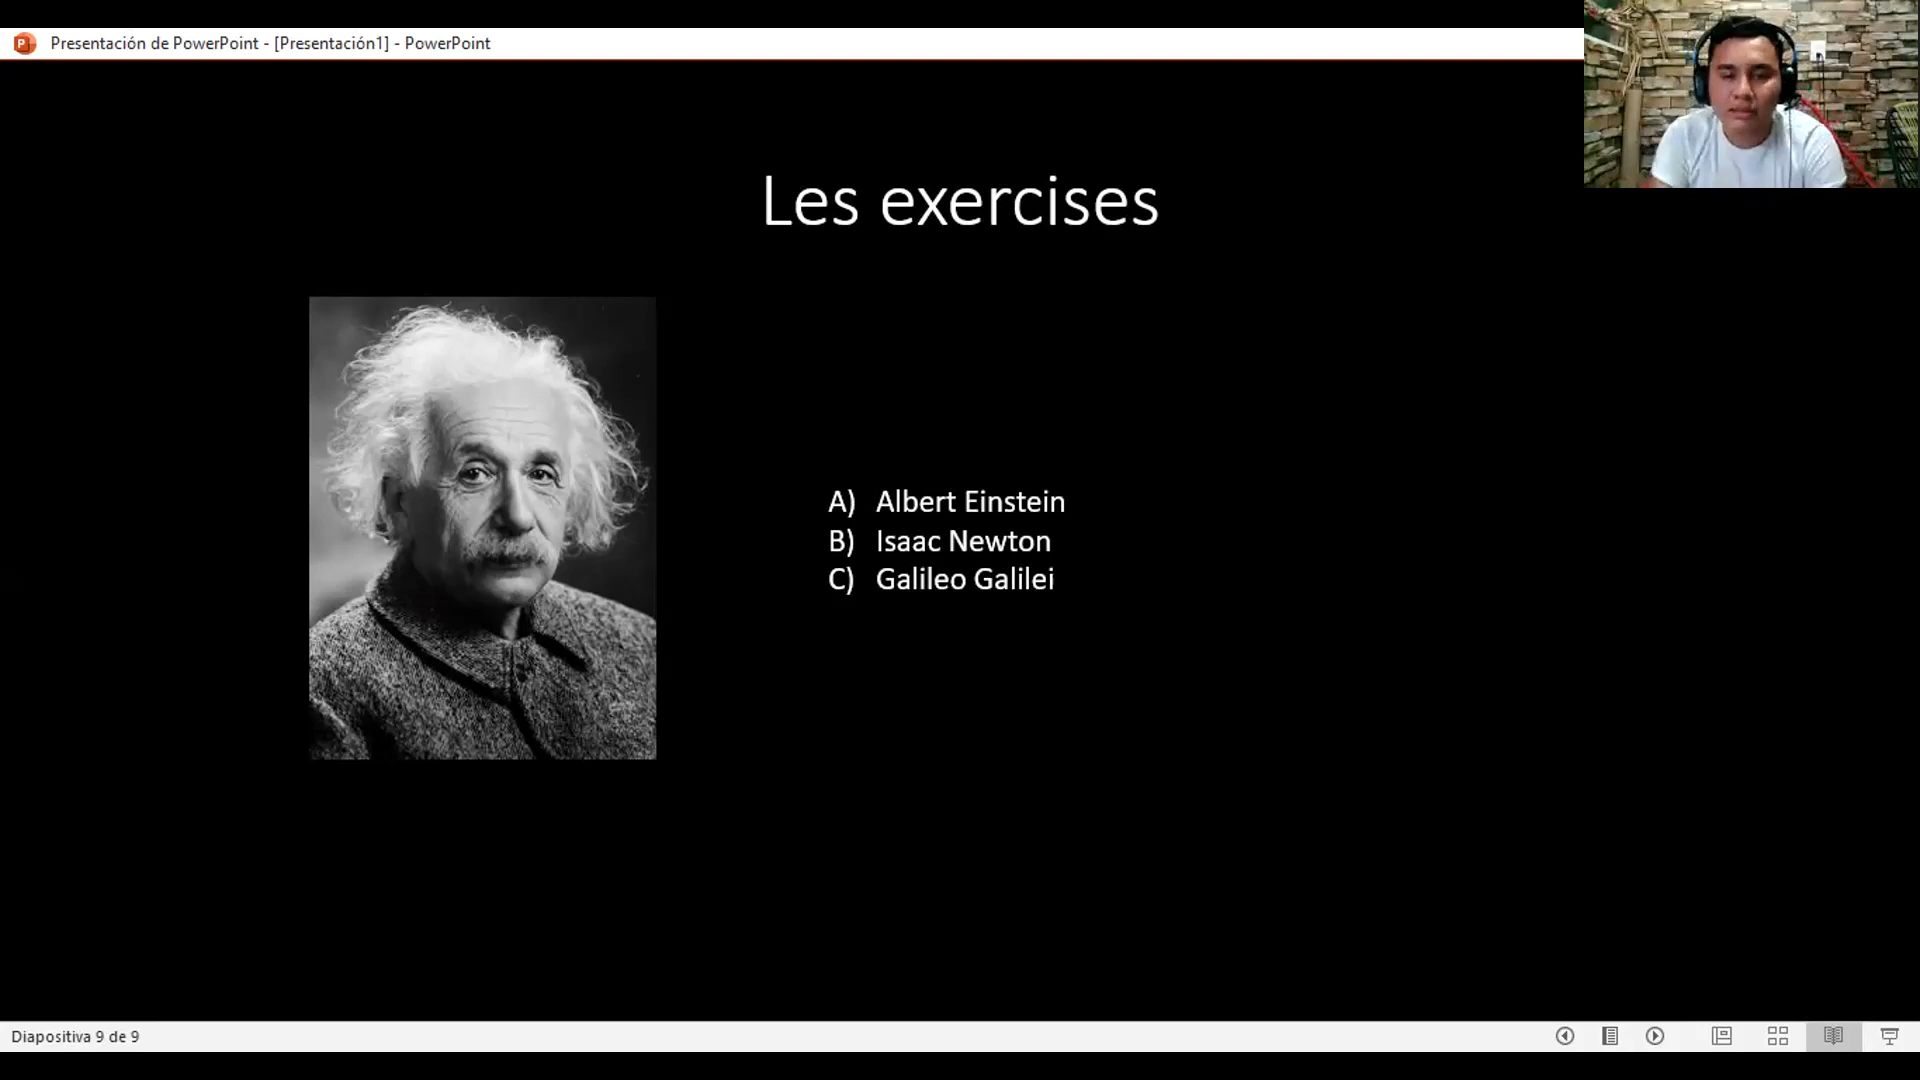 Presentación de PowerPoint - [Presentación1] - PowerPoint
Les exercises
A) Albert Einstein
B) Isaac Newton
C) Galileo Galilei
Diapositiva 9 de 9